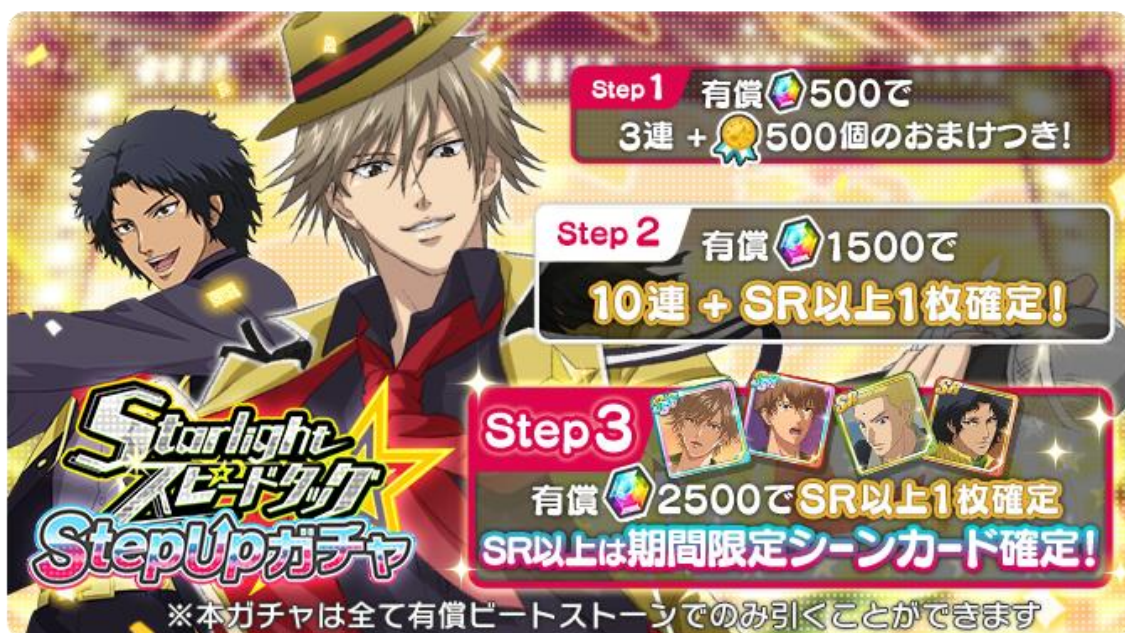 Step 1 有償500で
3連 + 500個のおまけつき!
Step 2 有償1500で
10連 + SR以上1枚確定!
Step3
SSR
SSR
SR
SR
有償2500でSR以上1枚確定
SR以上は期間限定シーンカード確定!
Starlight
スピードタッグ
StepUpガチャ
※本ガチャは全て有償ビートストーンでのみ引くことができます